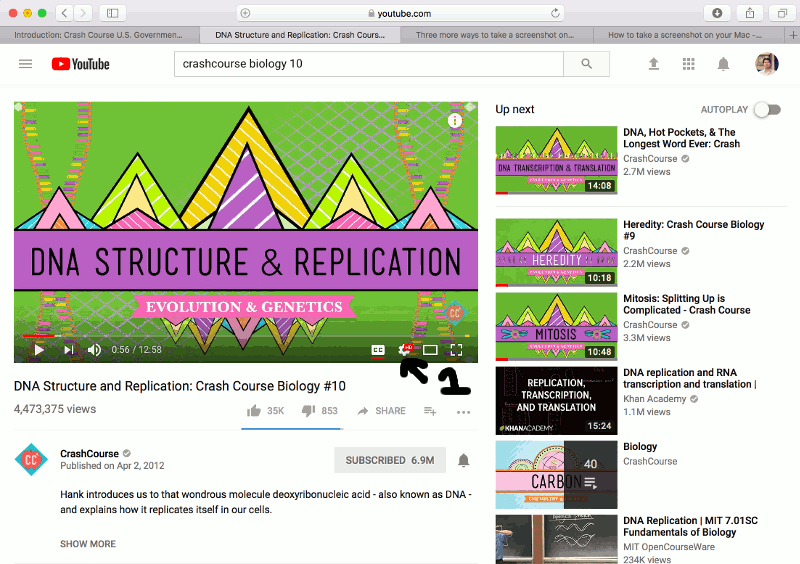 youtube.com
Introduction: Crash Course U.S. Governmen...
DNA Structure and Replication: Crash Cours...
Three more ways to take a screenshot on...
How to take a screenshot on your Mac -...
YouTube
crashcourse biology 10
DNA STRUCTURE & REPLICATION
EVOLUTION & GENETICS
CC
0:56 / 12:58
CC
HD
1
DNA Structure and Replication: Crash Course Biology #10
4,473,375 views
35K
853
SHARE
CC
CrashCourse
Published on Apr 2, 2012
SUBSCRIBED 6.9M
Hank introduces us to that wondrous molecule deoxyribonucleic acid - also known as DNA -
and explains how it replicates itself in our cells.
SHOW MORE
Up next
AUTOPLAY
DNA TRANSCRIPTION & TRANSLATION
EVOLUTION & GENETICS
14:08
DNA, Hot Pockets, & The
Longest Word Ever: Crash
CrashCourse
2.7M views
HEREDITY
EVOLUTION & GENETICS
10:18
Heredity: Crash Course Biology
#9
CrashCourse
2.2M views
MITOSIS
10:48
Mitosis: Splitting Up is
Complicated - Crash Course
CrashCourse
3.3M views
REPLICATION,
TRANSCRIPTION,
AND TRANSLATION
KHANACADEMY
15:24
DNA replication and RNA
transcription and translation |
Khan Academy
1.1M views
CARBON
40
Biology
CrashCourse
DNA Replication | MIT 7.01SC
Fundamentals of Biology
MIT OpenCourseWare
234K views